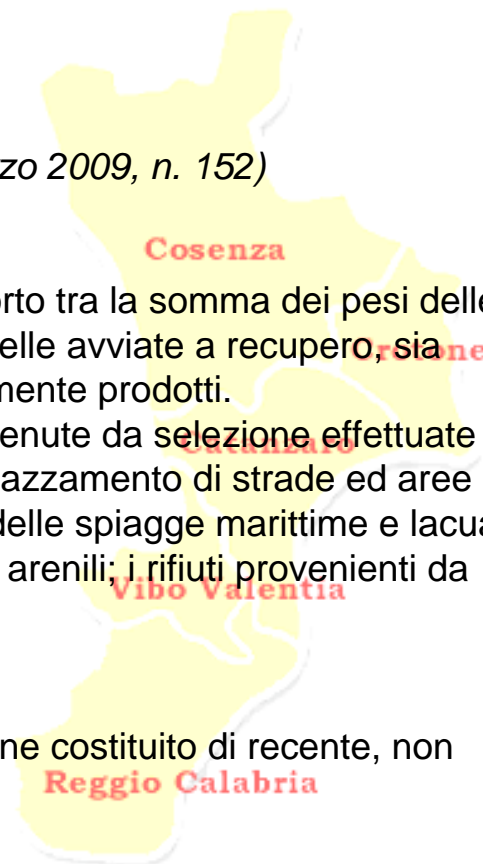 zo 2009, n. 152)
Cosenza
orto tra la somma dei pesi delle
elle avviate a recupero, sia
Crotone
mente prodotti.
enute da selezione effettuate
Catanzaro
azzamento di strade ed aree
delle spiagge marittime e lacua
arenili; i rifiuti provenienti da
Vibo Valentia
ne costituito di recente, non
Reggio Calabria